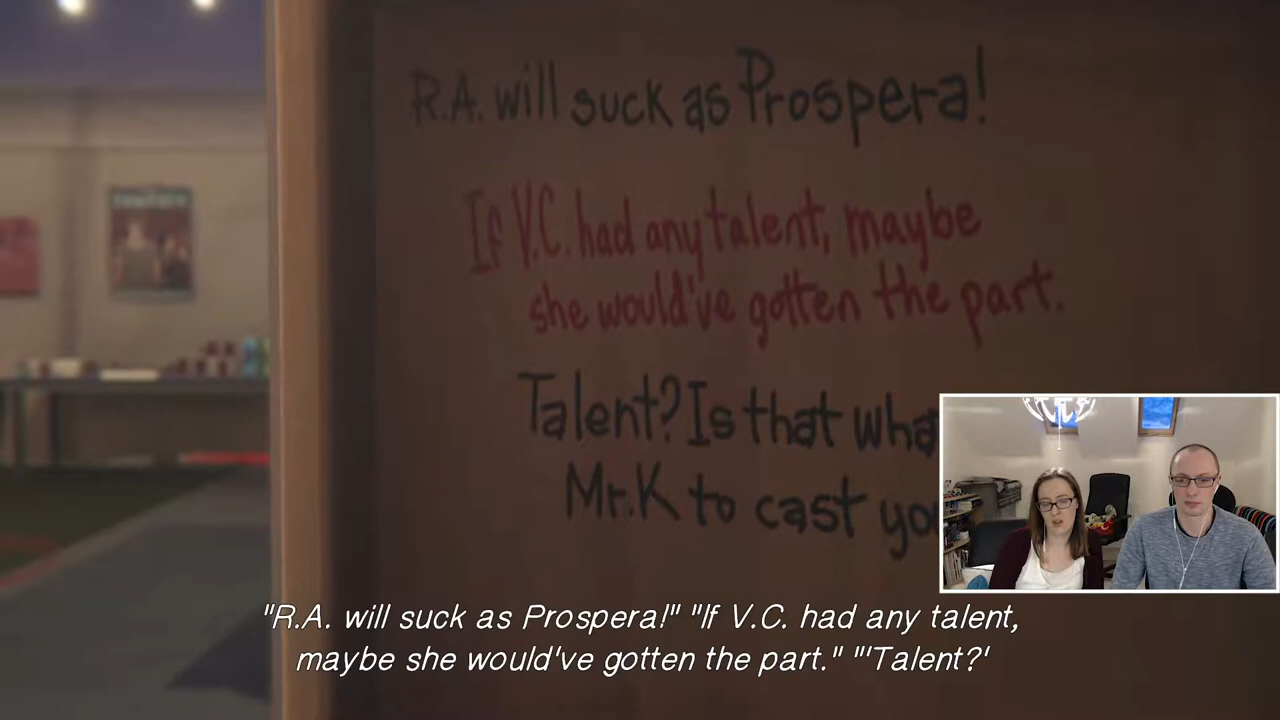 R.A. will suck as Prospera!
If V.C. had any talent, maybe
she would've gotten the part.
Talent? Is that wha
Mr.K to cast yo
"R.A. will suck as Prospera!" "If V.C. had any talent,
maybe she would've gotten the part." "'Talent?'